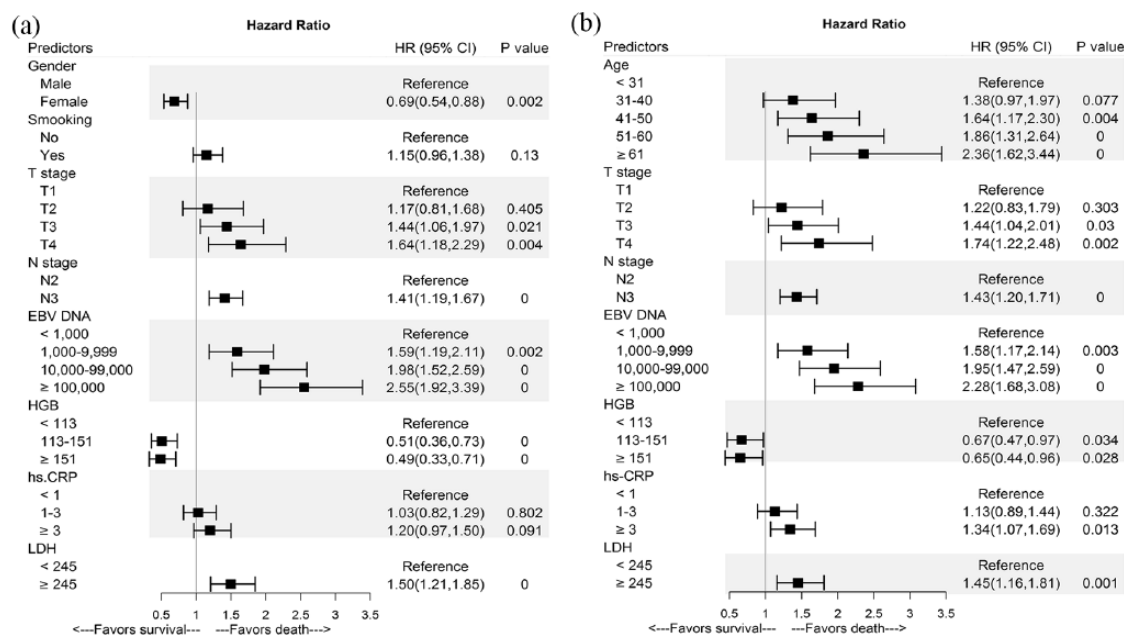 (a)
Hazard Ratio
Predictors HR (95% CI) P value
Gender
Male Reference
Female 0.69(0.54,0.88) 0.002
Smooking
No Reference
Yes 1.15(0.96,1.38) 0.13
T stage
T1 Reference
T2 1.17(0.81,1.68) 0.405
T3 1.44(1.06,1.97) 0.021
T4 1.64(1.18,2.29) 0.004
N stage
N2 Reference
N3 1.41(1.19,1.67) 0
EBV DNA
< 1,000 Reference
1,000-9,999 1.59(1.19,2.11) 0.002
10,000-99,000 1.98(1.52,2.59) 0
≥ 100,000 2.55(1.92,3.39) 0
HGB
< 113 Reference
113-151 0.51(0.36,0.73) 0
≥ 151 0.49(0.33,0.71) 0
hs.CRP
< 1 Reference
1-3 1.03(0.82,1.29) 0.802
≥ 3 1.20(0.97,1.50) 0.091
LDH
< 245 Reference
≥ 245 1.50(1.21,1.85) 0
0.5 1 1.5 2 2.5 3 3.5
<---Favors survival--- ---Favors death--->
(b)
Hazard Ratio
Predictors HR (95% CI) P value
Age
< 31 Reference
31-40 1.38(0.97,1.97) 0.077
41-50 1.64(1.17,2.30) 0.004
51-60 1.86(1.31,2.64) 0
≥ 61 2.36(1.62,3.44) 0
T stage
T1 Reference
T2 1.22(0.83,1.79) 0.303
T3 1.44(1.04,2.01) 0.03
T4 1.74(1.22,2.48) 0.002
N stage
N2 Reference
N3 1.43(1.20,1.71) 0
EBV DNA
< 1,000 Reference
1,000-9,999 1.58(1.17,2.14) 0.003
10,000-99,000 1.95(1.47,2.59) 0
≥ 100,000 2.28(1.68,3.08) 0
HGB
< 113 Reference
113-151 0.67(0.47,0.97) 0.034
≥ 151 0.65(0.44,0.96) 0.028
hs-CRP
< 1 Reference
1-3 1.13(0.89,1.44) 0.322
≥ 3 1.34(1.07,1.69) 0.013
LDH
< 245 Reference
≥ 245 1.45(1.16,1.81) 0.001
0.5 1 1.5 2 2.5 3 3.5
<---Favors survival--- ---Favors death--->